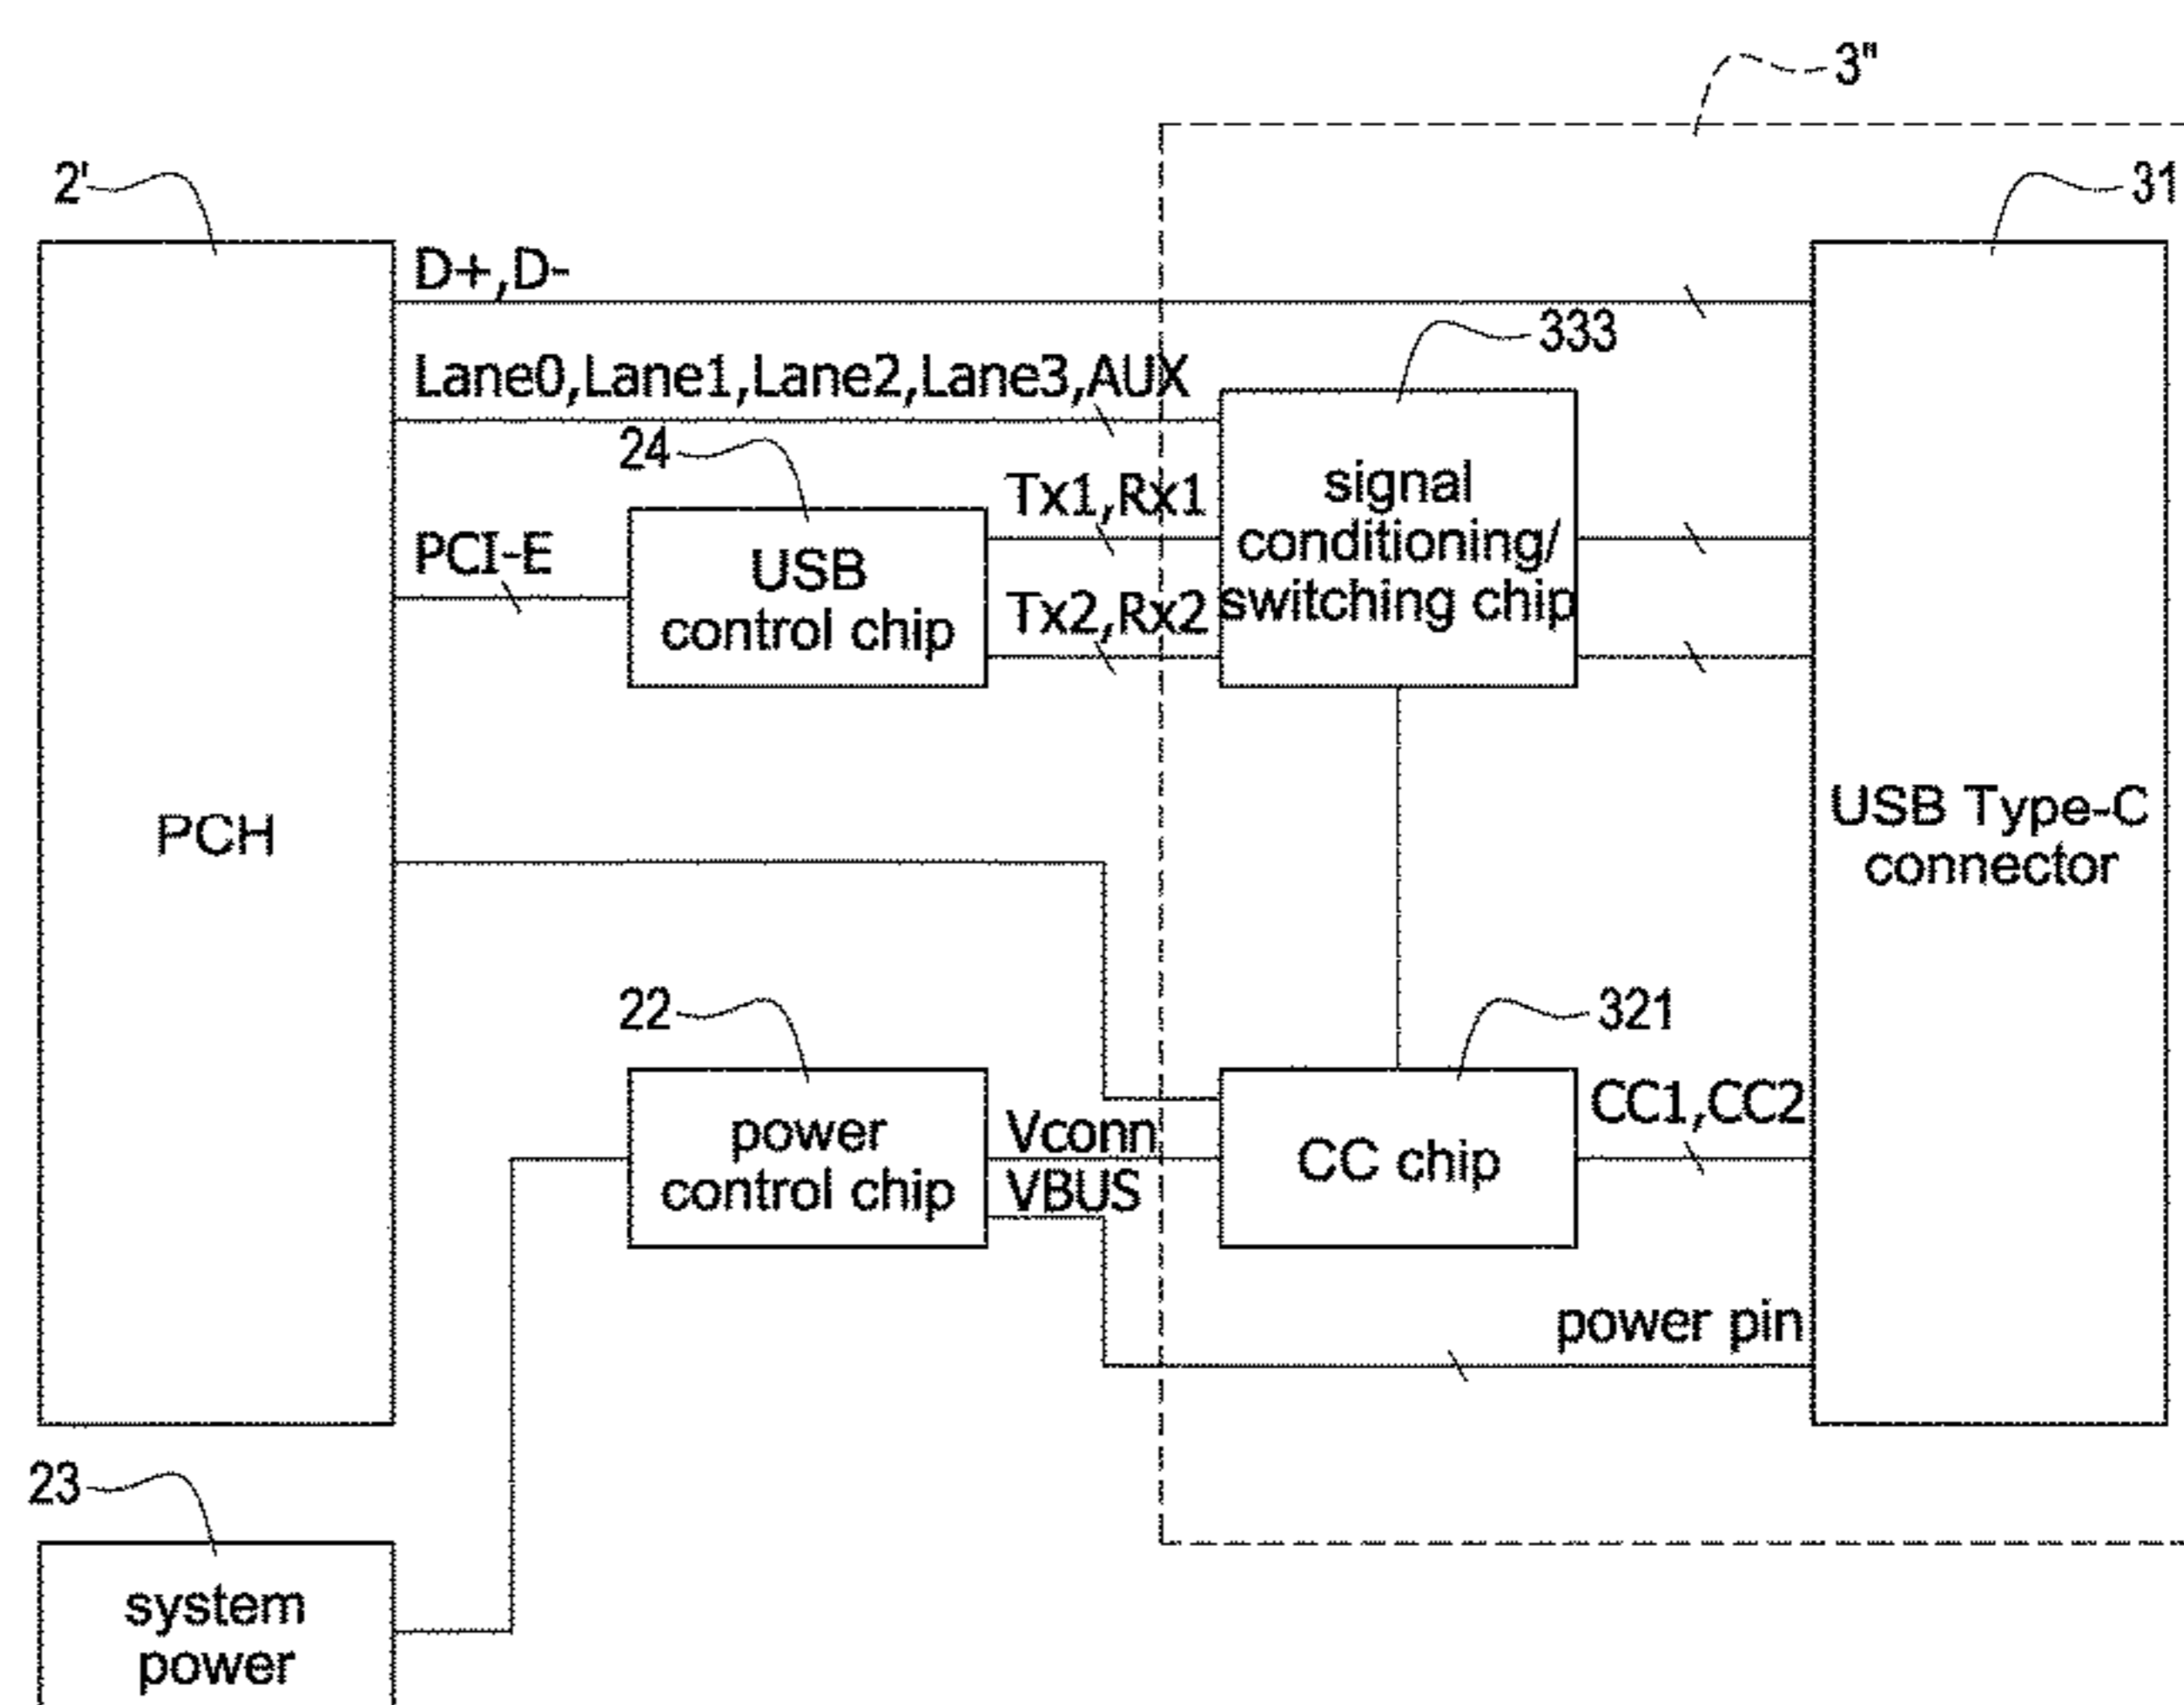 3"
2'
31
D+,D-
333
Lane0,Lane1,Lane2,Lane3,AUX
24
Tx1,Rx1
signal
conditioning/
switching chip
PCI-E
USB
control chip
Tx2,Rx2
PCH
USB Type-C
connector
22
321
power
control chip
Vconn
VBUS
CC chip
CC1,CC2
power pin
23
system
power